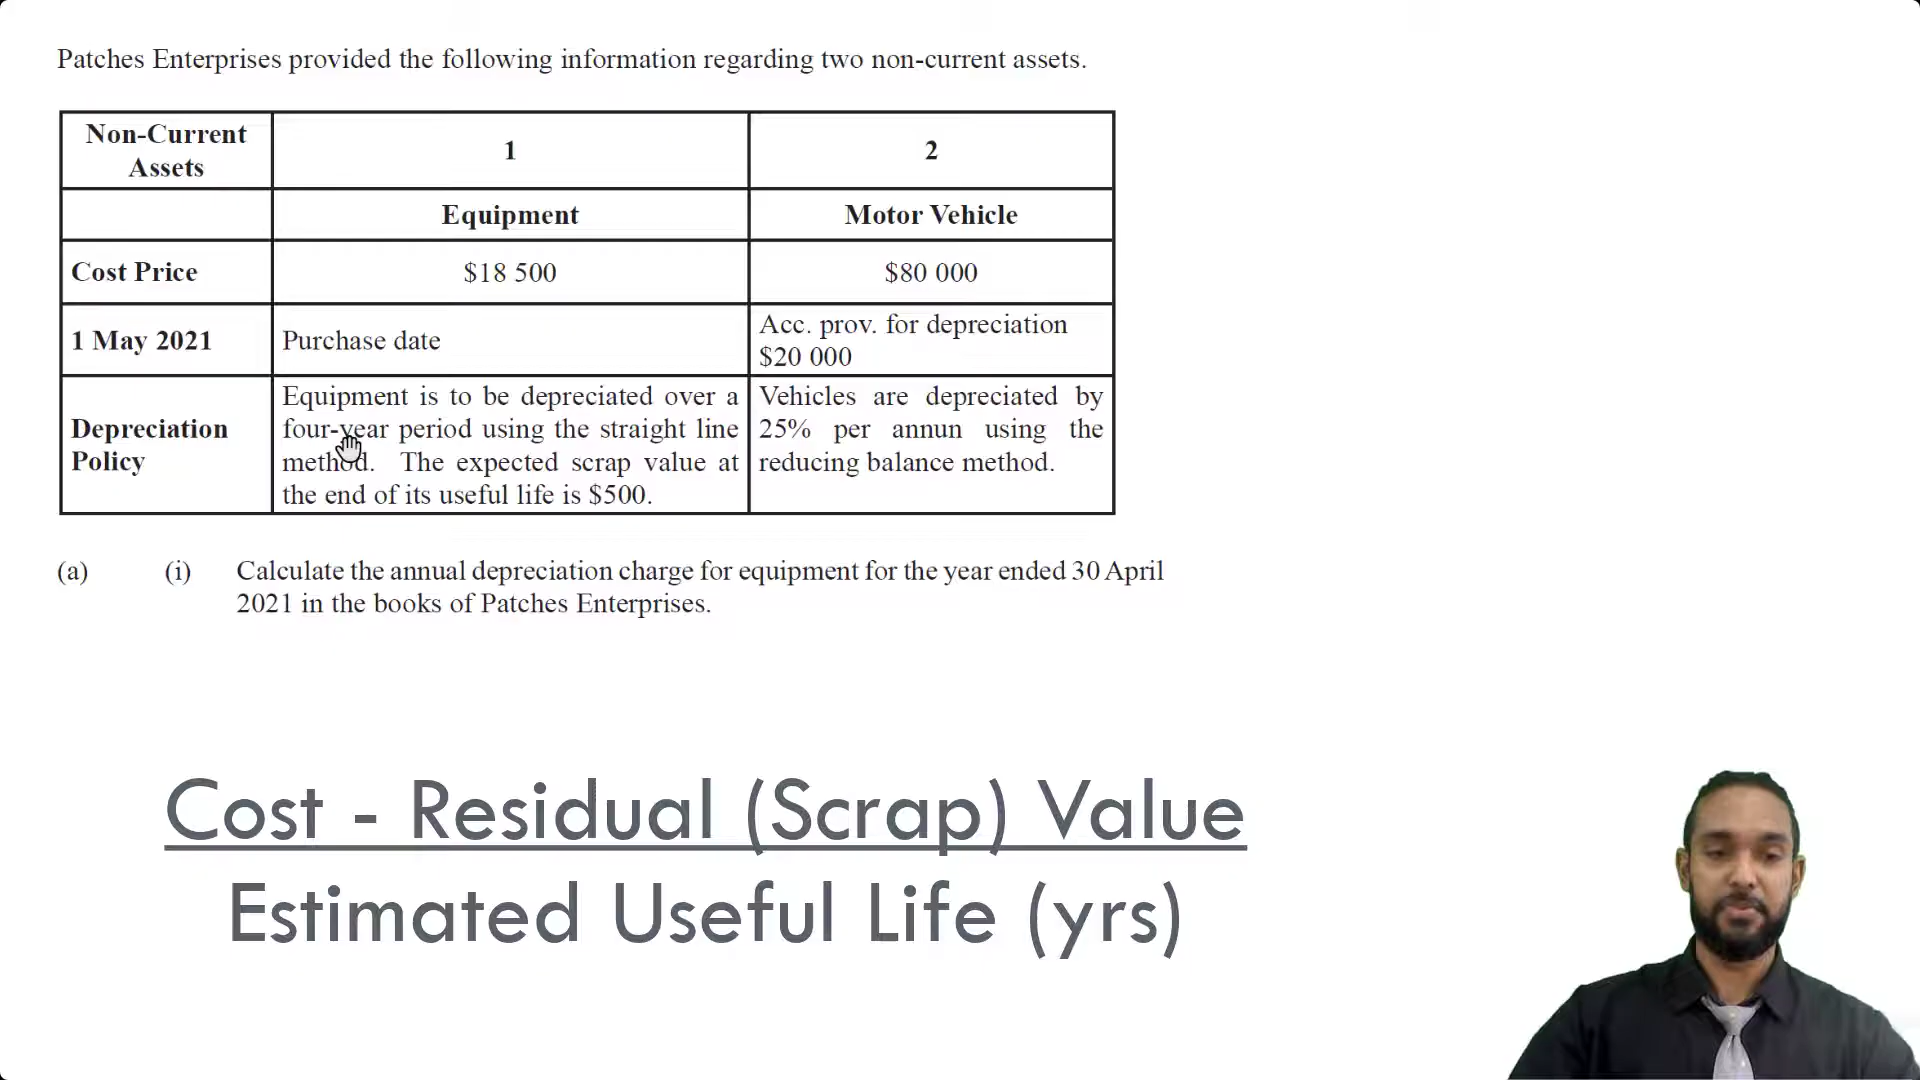 Patches Enterprises provided the following information regarding two non-current assets.
Non-Current
Assets
1
2
Equipment
Motor Vehicle
Cost Price
$18 500
$80 000
1 May 2021
Purchase date
Acc. prov. for depreciation
$20 000
Depreciation
Policy
Equipment is to be depreciated over a
four-year period using the straight line
method. The expected scrap value at
the end of its useful life is $500.
Vehicles are depreciated by
25% per annun using the
reducing balance method.
(a) (i) Calculate the annual depreciation charge for equipment for the year ended 30 April
2021 in the books of Patches Enterprises.
Cost - Residual (Scrap) Value
Estimated Useful Life (yrs)